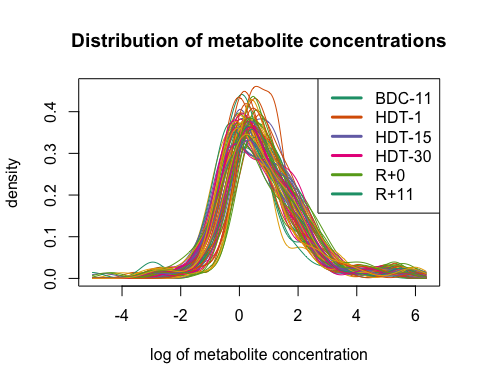 Distribution of metabolite concentrations
density
0.0 0.1 0.2 0.3 0.4
BDC-11
HDT-1
HDT-15
HDT-30
R+0
R+11
-4 -2 0 2 4 6
log of metabolite concentration